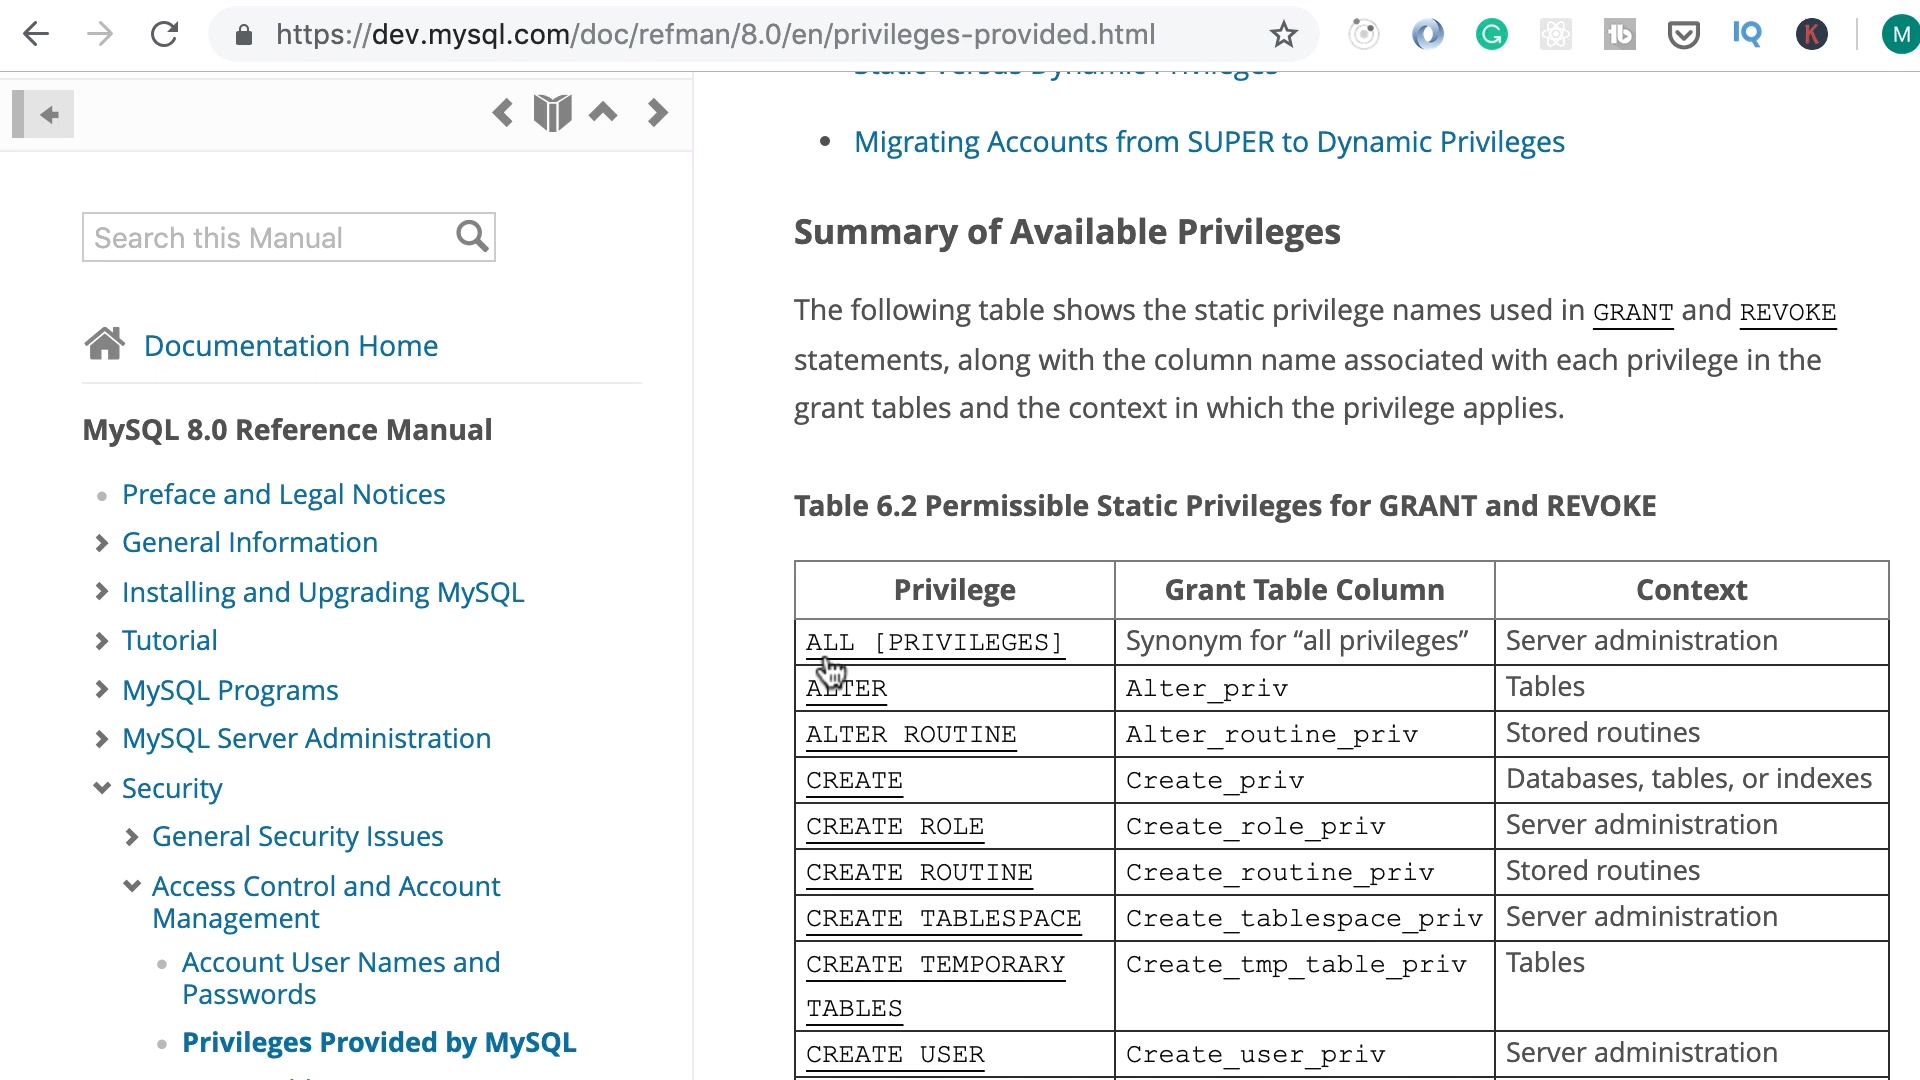 https://dev.mysql.com/doc/refman/8.0/en/privileges-provided.html
G
tb
IQ
K
M
Static Versus Dynamic Privileges
Migrating Accounts from SUPER to Dynamic Privileges
Search this Manual
Documentation Home
MySQL 8.0 Reference Manual
Preface and Legal Notices
General Information
Installing and Upgrading MySQL
Tutorial
MySQL Programs
MySQL Server Administration
Security
General Security Issues
Access Control and Account
Management
Account User Names and
Passwords
Privileges Provided by MySQL
Summary of Available Privileges
The following table shows the static privilege names used in GRANT and REVOKE
statements, along with the column name associated with each privilege in the
grant tables and the context in which the privilege applies.
Table 6.2 Permissible Static Privileges for GRANT and REVOKE
Privilege Grant Table Column Context
ALL [PRIVILEGES] Synonym for “all privileges” Server administration
ALTER Alter_priv Tables
ALTER ROUTINE Alter_routine_priv Stored routines
CREATE Create_priv Databases, tables, or indexes
CREATE ROLE Create_role_priv Server administration
CREATE ROUTINE Create_routine_priv Stored routines
CREATE TABLESPACE Create_tablespace_priv Server administration
CREATE TEMPORARY Create_tmp_table_priv Tables
TABLES
CREATE USER Create_user_priv Server administration